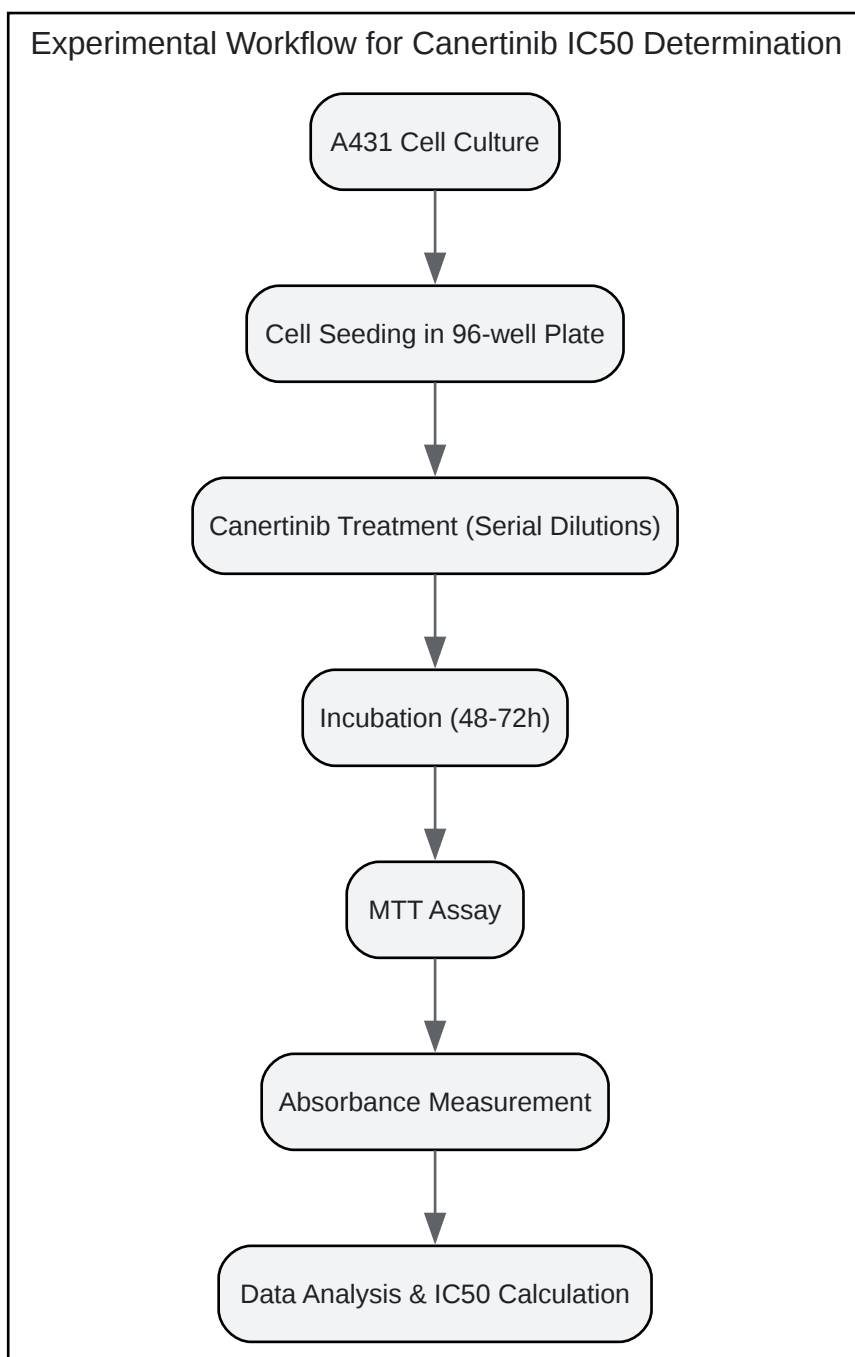 Experimental Workflow for Canertinib IC50 Determination
A431 Cell Culture
Cell Seeding in 96-well Plate
Canertinib Treatment (Serial Dilutions)
Incubation (48-72h)
MTT Assay
Absorbance Measurement
Data Analysis & IC50 Calculation